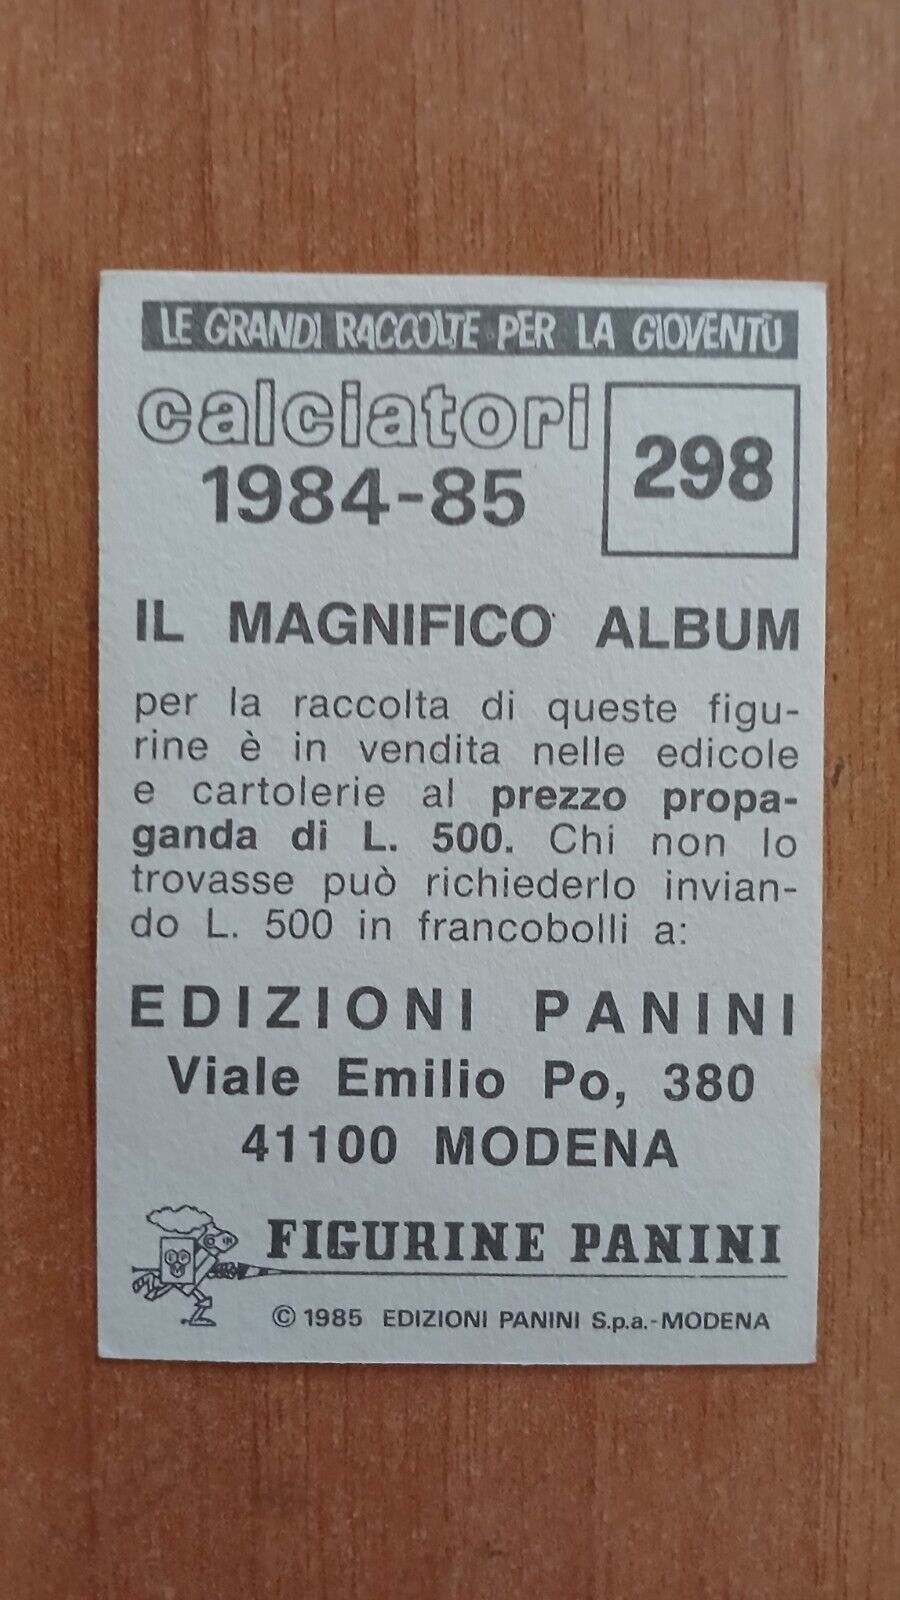 LE GRANDI RACCOLTE PER LA GIOVENTÙ
calciatori
1984-85
298
IL MAGNIFICO ALBUM
per la raccolta di queste figu-
rine è in vendita nelle edicole
e cartolerie al prezzo propa-
ganda di L. 500. Chi non lo
trovasse può richiederlo invian-
do L. 500 in francobolli a:
EDIZIONI PANINI
Viale Emilio Po, 380
41100 MODENA
FIGURINE PANINI
© 1985 EDIZIONI PANINI S.p.a.-MODENA